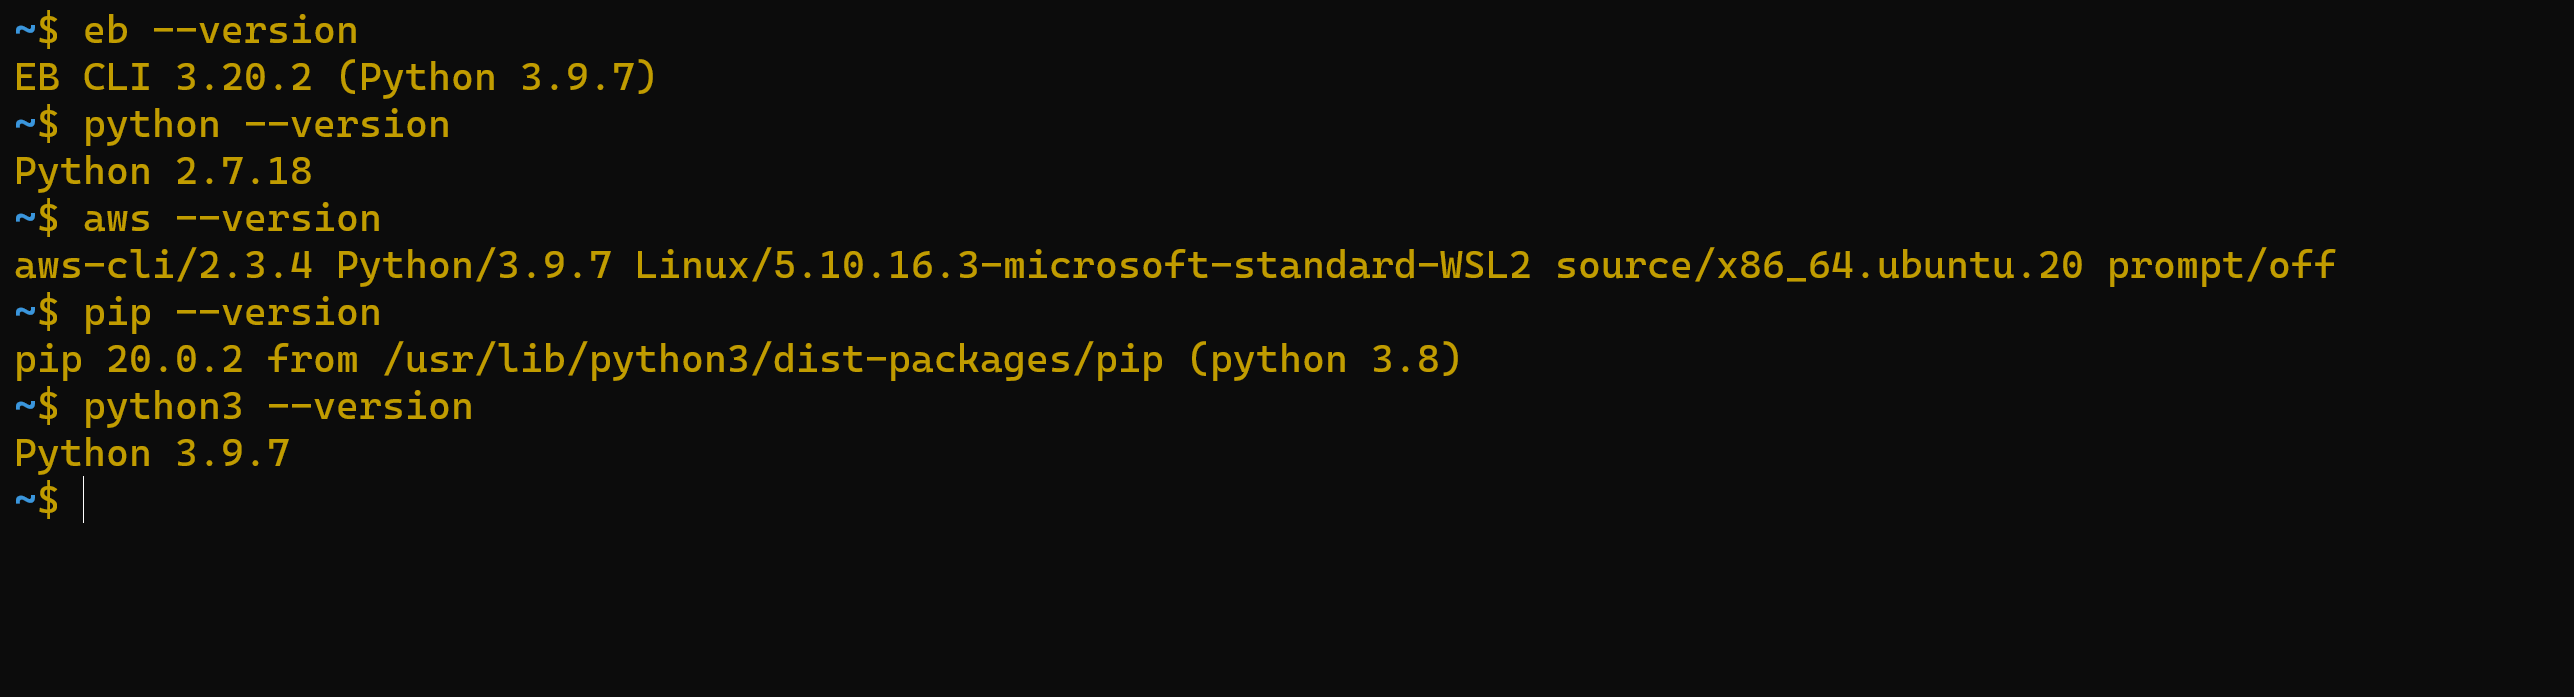 ~$ eb --version
EB CLI 3.20.2 (Python 3.9.7)
~$ python --version
Python 2.7.18
~$ aws --version
aws-cli/2.3.4 Python/3.9.7 Linux/5.10.16.3-microsoft-standard-WSL2 source/x86_64.ubuntu.20 prompt/off
~$ pip --version
pip 20.0.2 from /usr/lib/python3/dist-packages/pip (python 3.8)
~$ python3 --version
Python 3.9.7
~$